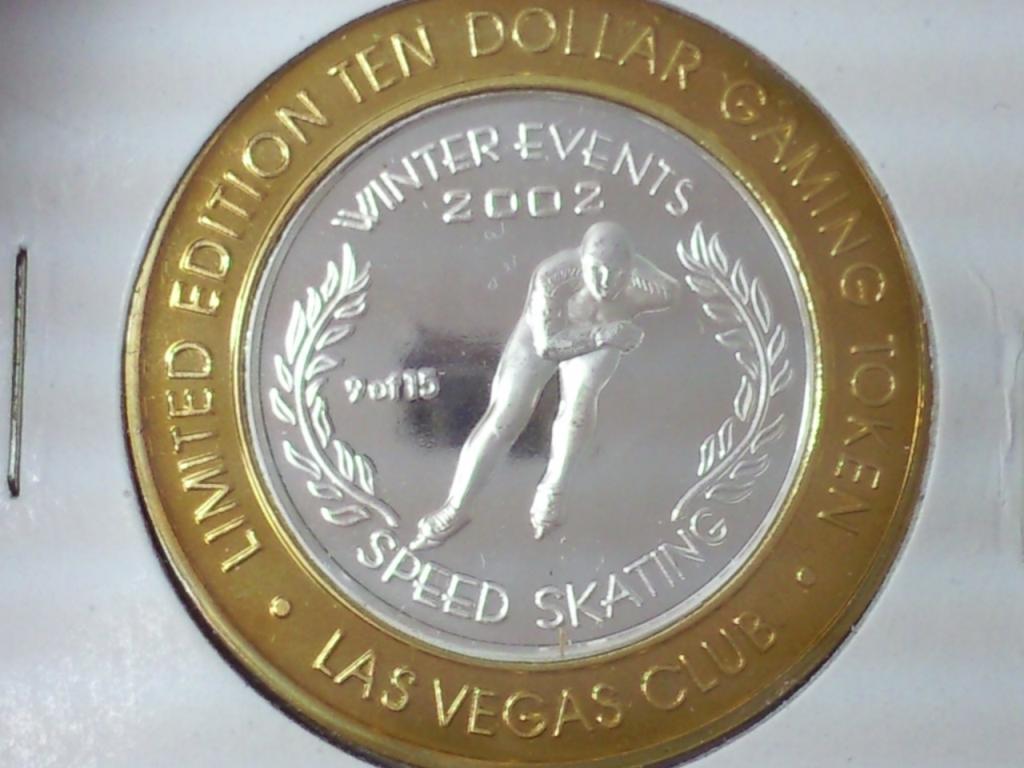 LIMITED EDITION TEN DOLLAR GAMING TOKEN
WINTER EVENTS
2002
9 of 15
SPEED SKATING
• LAS VEGAS CLUB •